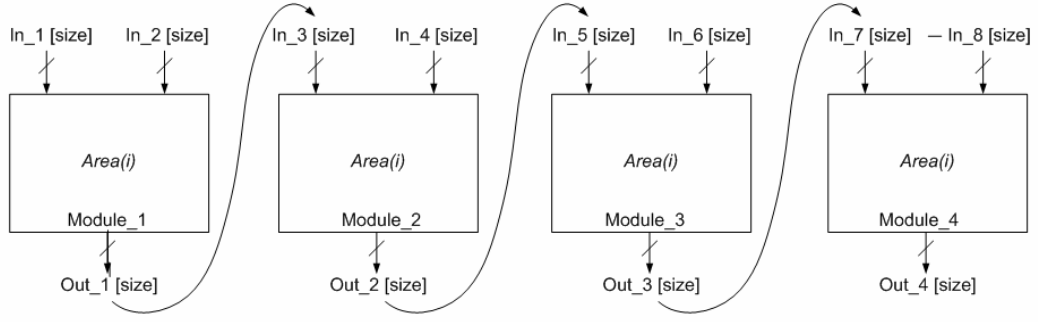 In_1 [size] In_2 [size] In_3 [size] In_4 [size] In_5 [size] In_6 [size] In_7 [size] – In_8 [size]
Area(i) Area(i) Area(i) Area(i)
Module_1 Module_2 Module_3 Module_4
Out_1 [size] Out_2 [size] Out_3 [size] Out_4 [size]